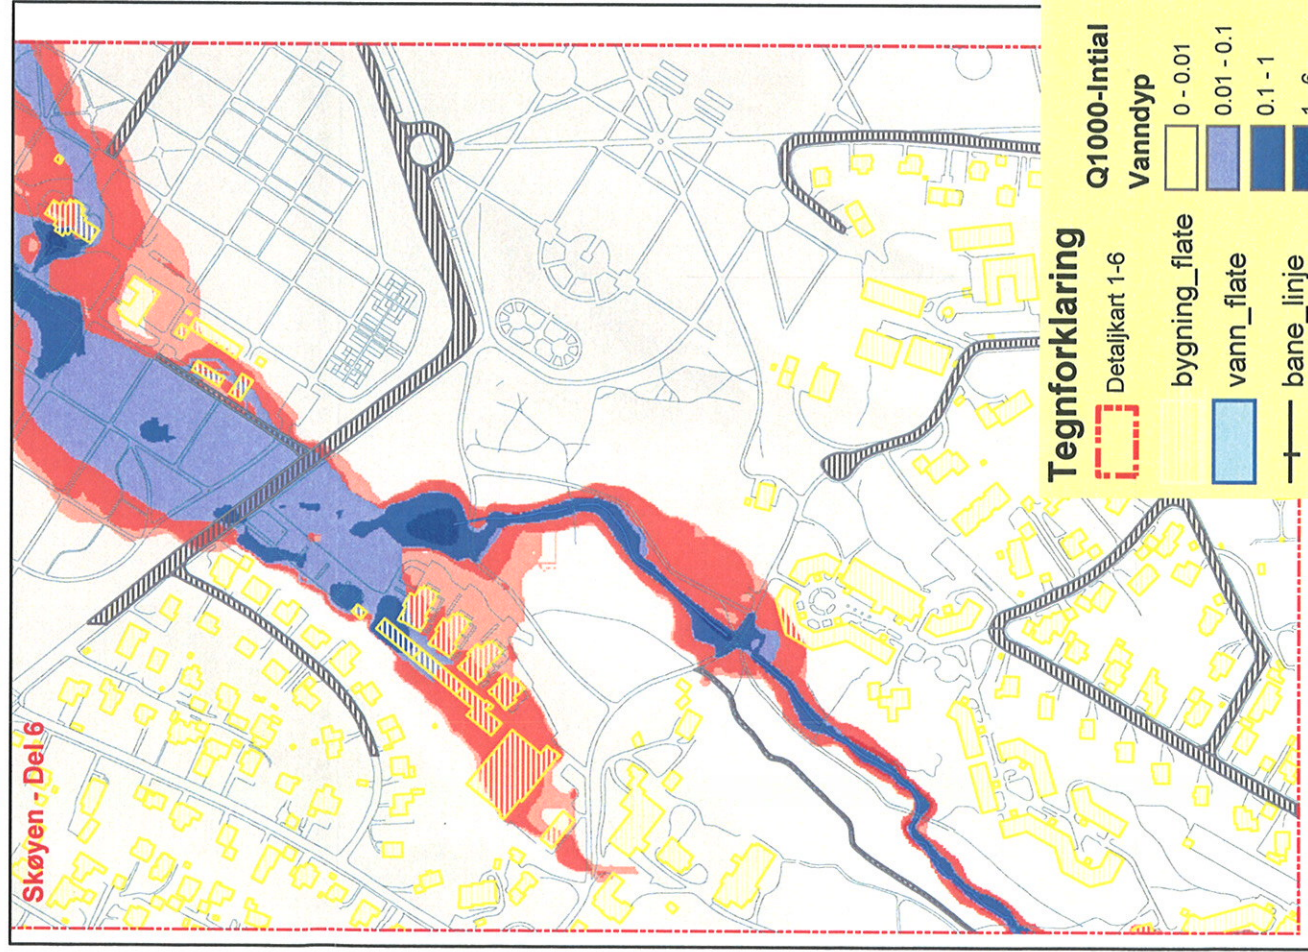 Skøyen - Del 6
Tegnforklaring
Detaljkart 1-6
bygning_flate
vann_flate
bane_linje
Q1000-Intial
Vanndyp
0 - 0.01
0.01 - 0.1
0.1 - 1